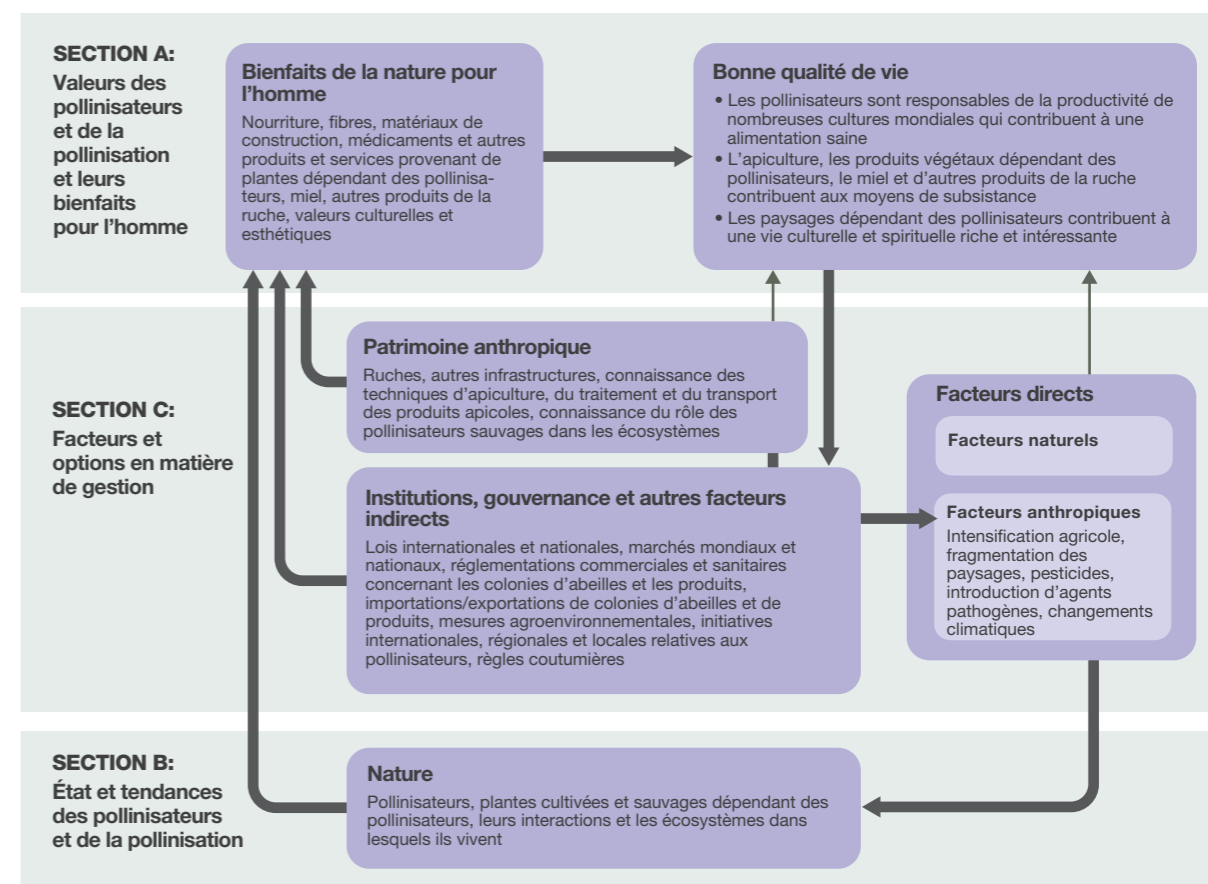 SECTION A:
Valeurs des
pollinisateurs
et de la
pollination
et leurs
bienfaits
pour l’homme
Bienfaits de la nature pour
l’homme
Nourriture, fibres, matériaux de
construction, médicaments et autres
produits et services provenant de
plantes dépendant des pollinisa-
teurs, miel, autres produits de la
ruche, valeurs culturelles et
esthétiques
Bonne qualité de vie
• Les pollinisateurs sont responsables de la productivité de
nombreuses cultures mondiales qui contribuent à une
alimentation saine
• L’apiculture, les produits végétaux dépendant des
pollinisateurs, le miel et d’autres produits de la ruche
contribuent aux moyens de subsistance
• Les paysages dépendant des pollinisateurs contribuent à
une vie culturelle et spirituelle riche et intéressante
SECTION C:
Facteurs et
options en matière
de gestion
Patrimoine anthropique
Ruches, autres infrastructures, connaissance des
techniques d’apiculture, du traitement et du transport
des produits apicoles, connaissance du rôle des
pollinisateurs sauvages dans les écosystèmes
Institutions, gouvernance et autres facteurs
indirects
Lois internationales et nationales, marchés mondiaux et
nationaux, réglementations commerciales et sanitaires
concernant les colonies d’abeilles et les produits,
importations/exportations de colonies d’abeilles et de
produits, mesures agroenvironnementales, initiatives
internationales, régionales et locales relatives aux
pollinisateurs, règles coutumières
Facteurs directs
Facteurs naturels
Facteurs anthropiques
Intensification agricole,
fragmentation des
paysages, pesticides,
introduction d’agents
pathogènes, changements
climatiques
SECTION B:
État et tendances
des pollinisateurs
et de la pollinisation
Nature
Pollinisateurs, plantes cultivées et sauvages dépendant des
pollinisateurs, leurs interactions et les écosystèmes dans
lesquels ils vivent